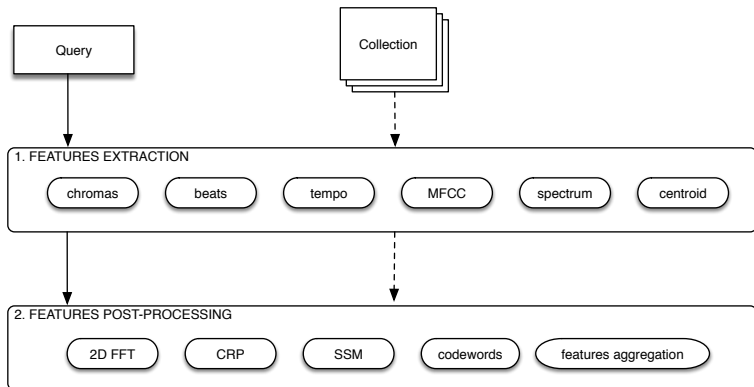 Query
Collection
1. FEATURES EXTRACTION
chromas
beats
tempo
MFCC
spectrum
centroid
2. FEATURES POST-PROCESSING
2D FFT
CRP
SSM
codewords
features aggregation